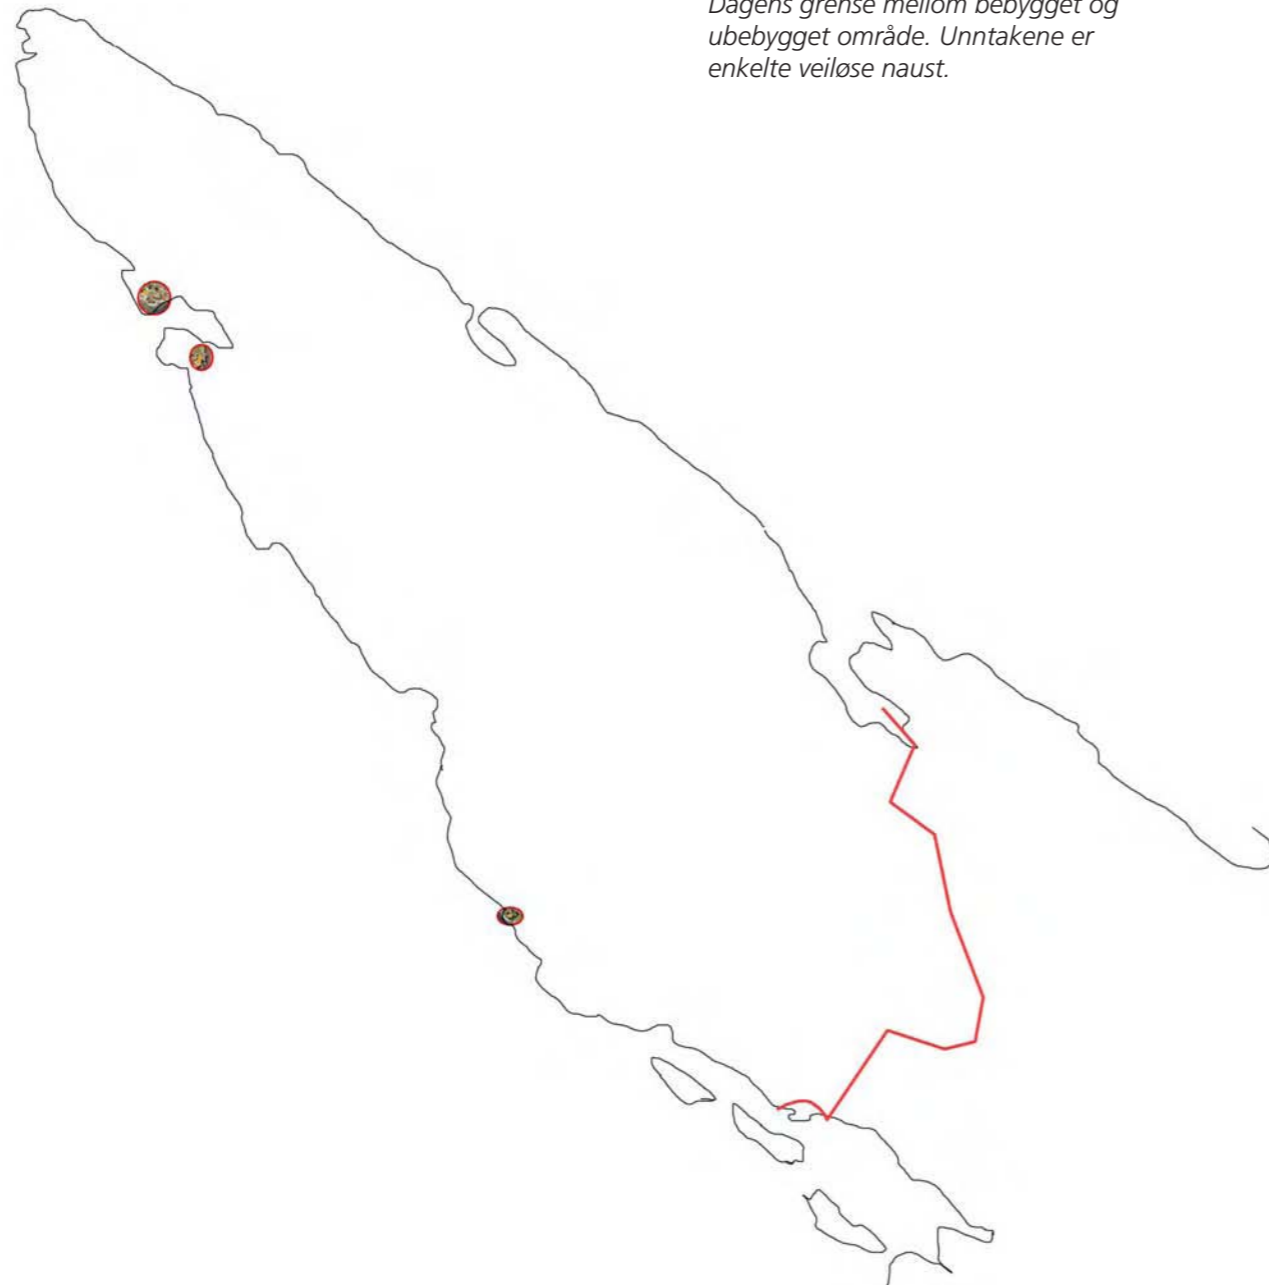 Dagens grense mellom bebygget og
ubebygget område. Unntakene er
enkelte veiløse naust.